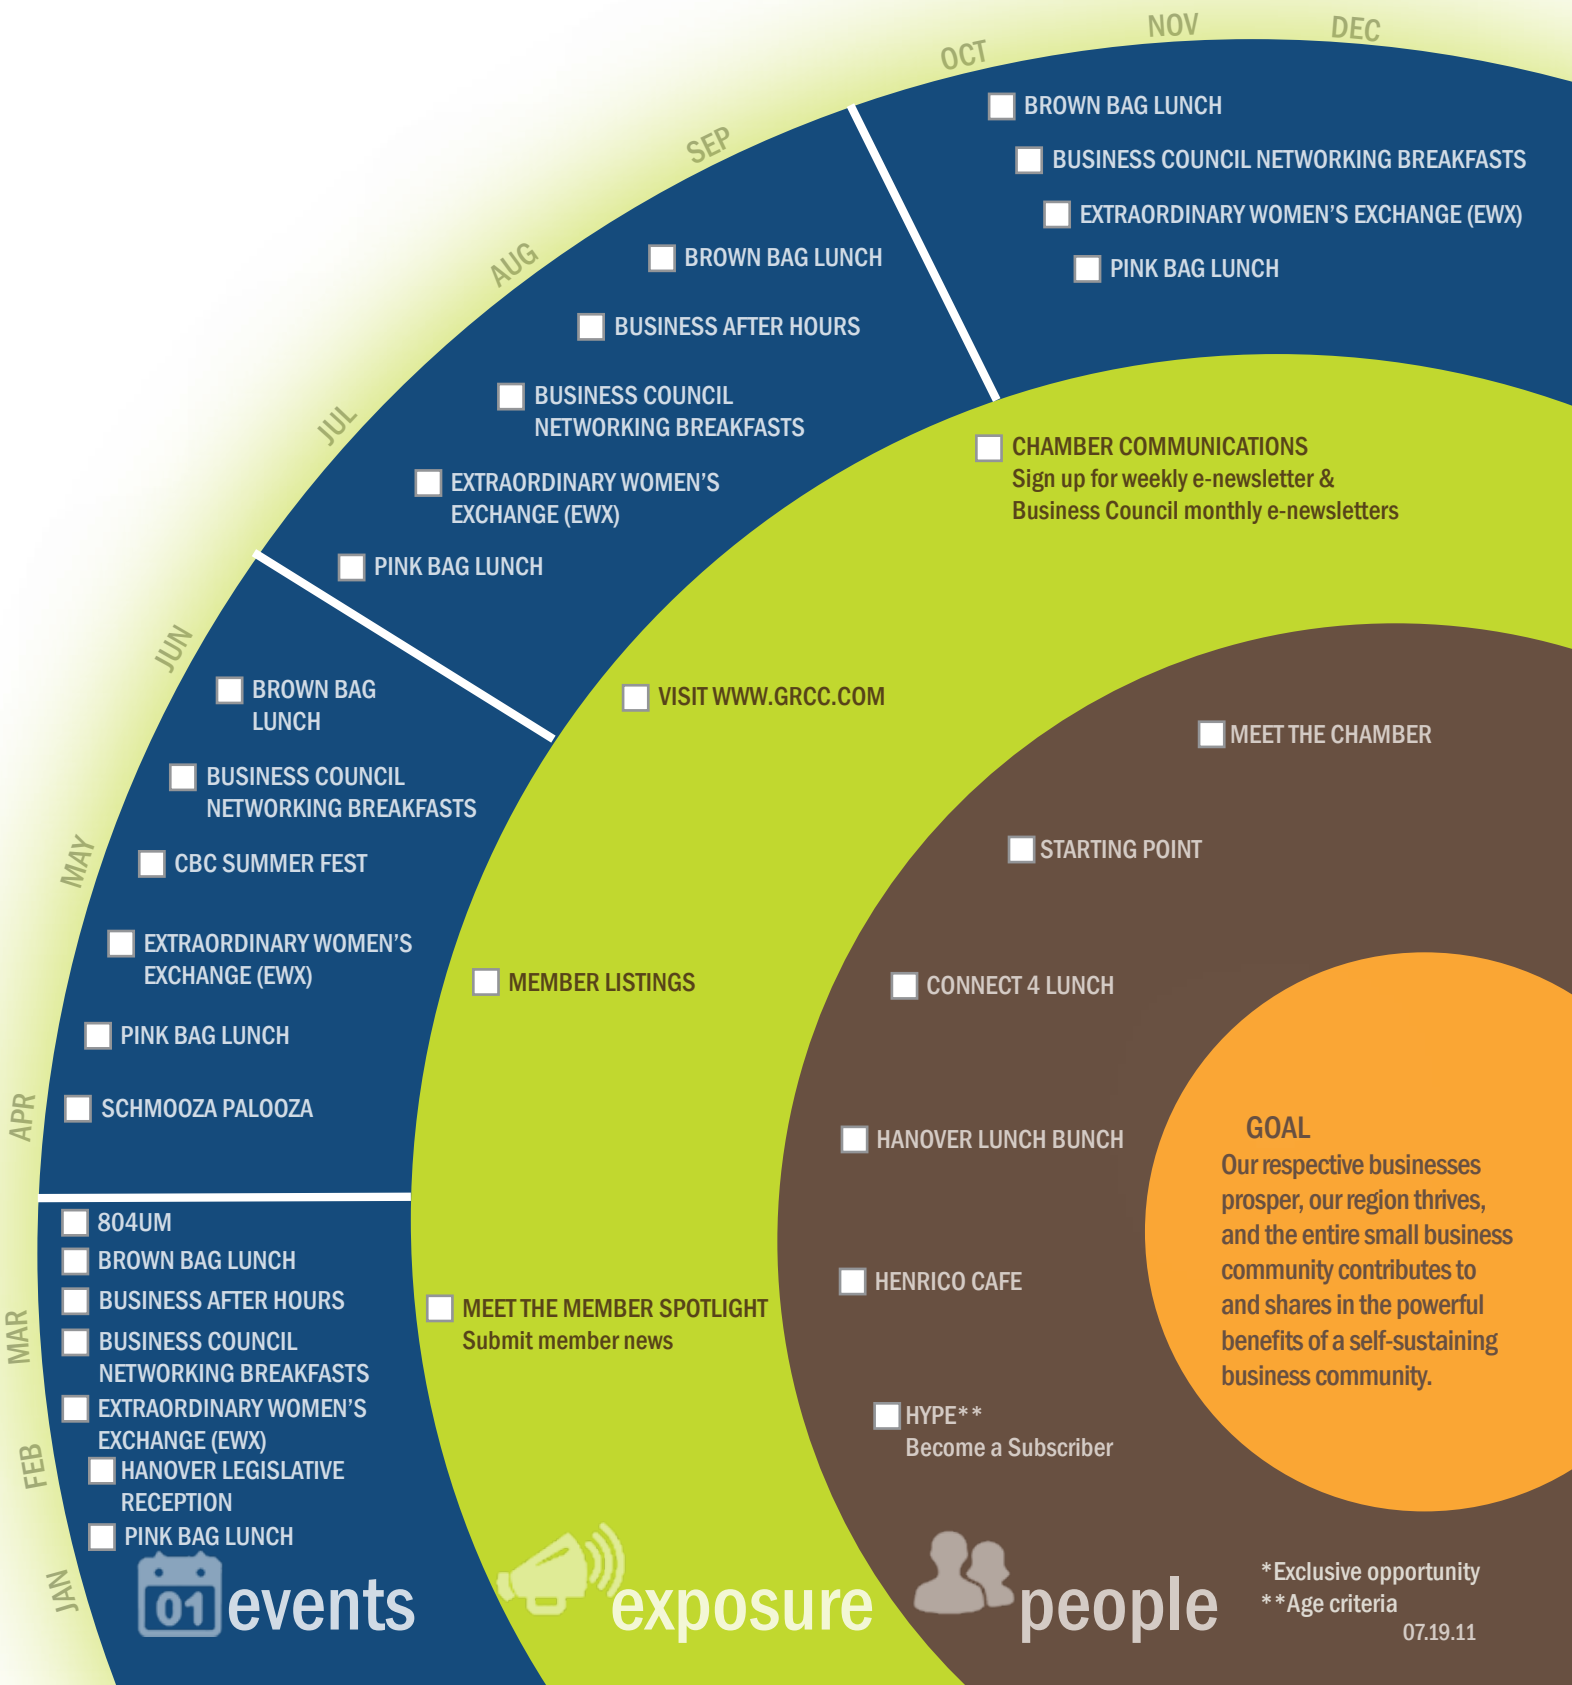 NOV
DEC
OCT
SEP
AUG
JUL
JUN
MAY
APR
MAR
FEB
JAN
BROWN BAG LUNCH
BUSINESS COUNCIL NETWORKING BREAKFASTS
EXTRAORDINARY WOMEN'S EXCHANGE (EWX)
PINK BAG LUNCH
BROWN BAG LUNCH
BUSINESS AFTER HOURS
BUSINESS COUNCIL
NETWORKING BREAKFASTS
EXTRAORDINARY WOMEN'S
EXCHANGE (EWX)
PINK BAG LUNCH
BROWN BAG
LUNCH
BUSINESS COUNCIL
NETWORKING BREAKFASTS
CBC SUMMER FEST
EXTRAORDINARY WOMEN'S
EXCHANGE (EWX)
PINK BAG LUNCH
SCHMOOZA PALOOZA
804UM
BROWN BAG LUNCH
BUSINESS AFTER HOURS
BUSINESS COUNCIL
NETWORKING BREAKFASTS
EXTRAORDINARY WOMEN'S
EXCHANGE (EWX)
HANOVER LEGISLATIVE
RECEPTION
PINK BAG LUNCH
01
events
CHAMBER COMMUNICATIONS
Sign up for weekly e-newsletter &
Business Council monthly e-newsletters
VISIT WWW.GRCC.COM
MEMBER LISTINGS
MEET THE MEMBER SPOTLIGHT
Submit member news
exposure
MEET THE CHAMBER
STARTING POINT
CONNECT 4 LUNCH
HANOVER LUNCH BUNCH
HENRICO CAFE
HYPE**
Become a Subscriber
people
GOAL
Our respective businesses
prosper, our region thrives,
and the entire small business
community contributes to
and shares in the powerful
benefits of a self-sustaining
business community.
*Exclusive opportunity
**Age criteria
07.19.11